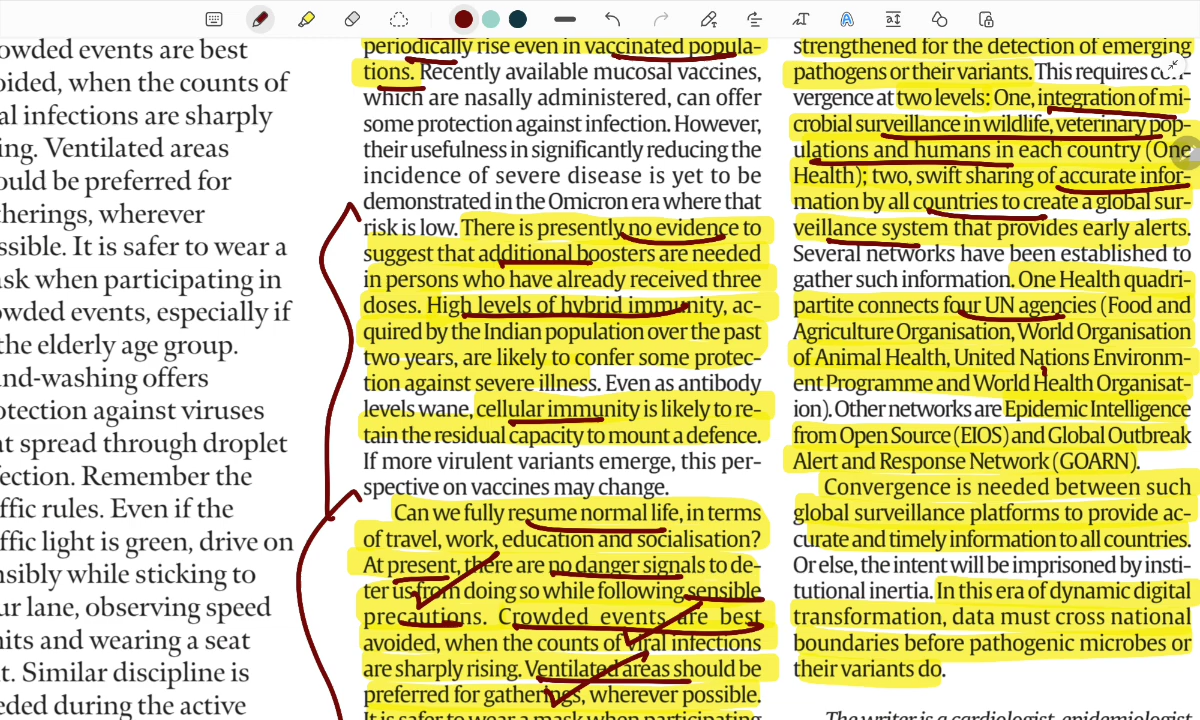 owded events are best
oided, when the counts of
al infections are sharply
ing. Ventilated areas
ould be preferred for
herings, wherever
ssible. It is safer to wear a
ask when participating in
owded events, especially if
the elderly age group.
and-washing offers
otection against viruses
at spread through droplet
fection. Remember the
ffic rules. Even if the
ffic light is green, drive on
nsibly while sticking to
ur lane, observing speed
mits and wearing a seat
t. Similar discipline is
eded during the active
periodically rise even in vaccinated popula-
tions. Recently available mucosal vaccines,
which are nasally administered, can offer
some protection against infection. However,
their usefulness in significantly reducing the
incidence of severe disease is yet to be
demonstrated in the Omicron era where that
risk is low. There is presently no evidence to
suggest that additional boosters are needed
in persons who have already received three
doses. High levels of hybrid immunity, ac-
quired by the Indian population over the past
two years, are likely to confer some protec-
tion against severe illness. Even as antibody
levels wane, cellular immunity is likely to re-
tain the residual capacity to mount a defence.
If more virulent variants emerge, this per-
spective on vaccines may change.
Can we fully resume normal life, in terms
of travel, work, education and socialisation?
At present, there are no danger signals to de-
ter us from doing so while following sensible
precautions. Crowded events are best
avoided, when the counts of viral infections
are sharply rising. Ventilated areas should be
preferred for gatherings, wherever possible.
It is safer to wear a mask when participating
strengthened for the detection of emerging
pathogens or their variants. This requires con-
vergence at two levels: One, integration of mi-
crobial surveillance in wildlife, veterinary pop-
ulations and humans in each country (One
Health); two, swift sharing of accurate infor-
mation by all countries to create a global sur-
veillance system that provides early alerts.
Several networks have been established to
gather such information. One Health quadri-
partite connects four UN agencies (Food and
Agriculture Organisation, World Organisation
of Animal Health, United Nations Environm-
ent Programme and World Health Organisat-
ion). Other networks are Epidemic Intelligence
from Open Source (EIOS) and Global Outbreak
Alert and Response Network (GOARN).
Convergence is needed between such
global surveillance platforms to provide ac-
curate and timely information to all countries.
Or else, the intent will be imprisoned by insti-
tutional inertia. In this era of dynamic digital
transformation, data must cross national
boundaries before pathogenic microbes or
their variants do.
The writer is a cardiologist, epidemiologist